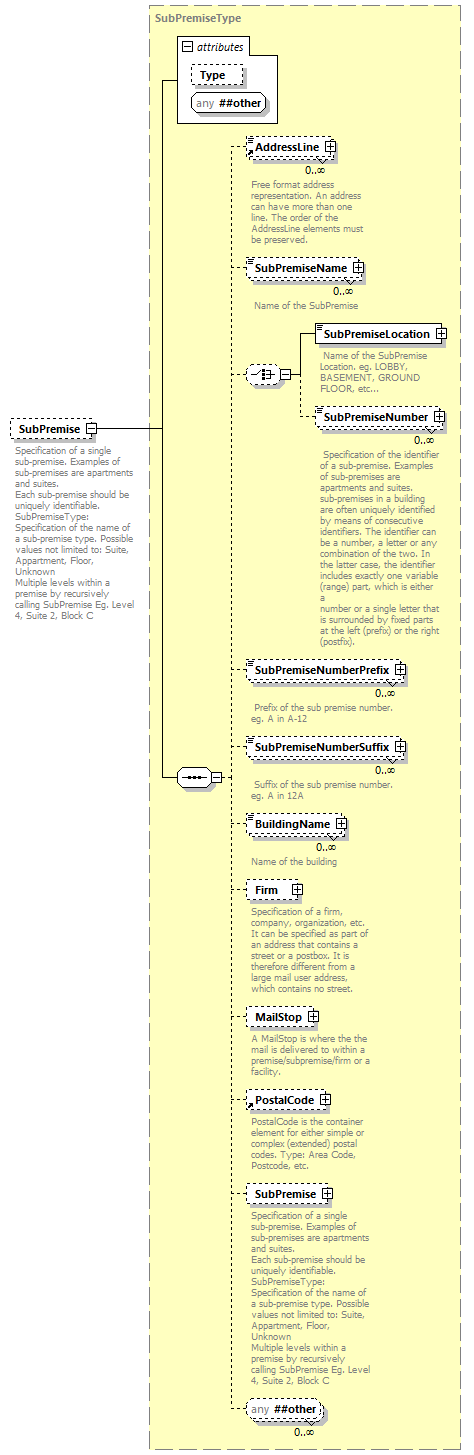 SubPremiseType
attributes
Type
any ##other
AddressLine
0..∞
Free format address
representation. An address
can have more than one
line. The order of the
AddressLine elements must
be preserved.
SubPremiseName
0..∞
Name of the SubPremise
SubPremiseLocation
Name of the SubPremise
Location. eg. LOBBY,
BASEMENT, GROUND
FLOOR, etc...
SubPremiseNumber
0..∞
Specification of the identifier
of a sub-premise. Examples
of sub-premises are
apartments and suites.
sub-premises in a building
are often uniquely identified
by means of consecutive
identifiers. The identifier can
be a number, a letter or any
combination of the two. In
the latter case, the identifier
includes exactly one variable
(range) part, which is either
a
number or a single letter that
is surrounded by fixed parts
at the left (prefix) or the right
(postfix).
SubPremise
Specification of a single
sub-premise. Examples of
sub-premises are apartments
and suites.
Each sub-premise should be
uniquely identifiable.
SubPremiseType:
Specification of the name of
a sub-premise type. Possible
values not limited to: Suite,
Appartment, Floor,
Unknown
Multiple levels within a
premise by recursively
calling SubPremise Eg. Level
4, Suite 2, Block C
SubPremiseNumberPrefix
0..∞
Prefix of the sub premise number.
eg. A in A-12
SubPremiseNumberSuffix
0..∞
Suffix of the sub premise number.
eg. A in 12A
BuildingName
0..∞
Name of the building
Firm
Specification of a firm,
company, organization, etc.
It can be specified as part of
an address that contains a
street or a postbox. It is
therefore different from a
large mail user address,
which contains no street.
MailStop
A MailStop is where the the
mail is delivered to within a
premise/subpremise/firm or a
facility.
PostalCode
PostalCode is the container
element for either simple or
complex (extended) postal
codes. Type: Area Code,
Postcode, etc.
SubPremise
Specification of a single
sub-premise. Examples of
sub-premises are apartments
and suites.
Each sub-premise should be
uniquely identifiable.
SubPremiseType:
Specification of the name of
a sub-premise type. Possible
values not limited to: Suite,
Appartment, Floor,
Unknown
Multiple levels within a
premise by recursively
calling SubPremise Eg. Level
4, Suite 2, Block C
any ##other
0..∞